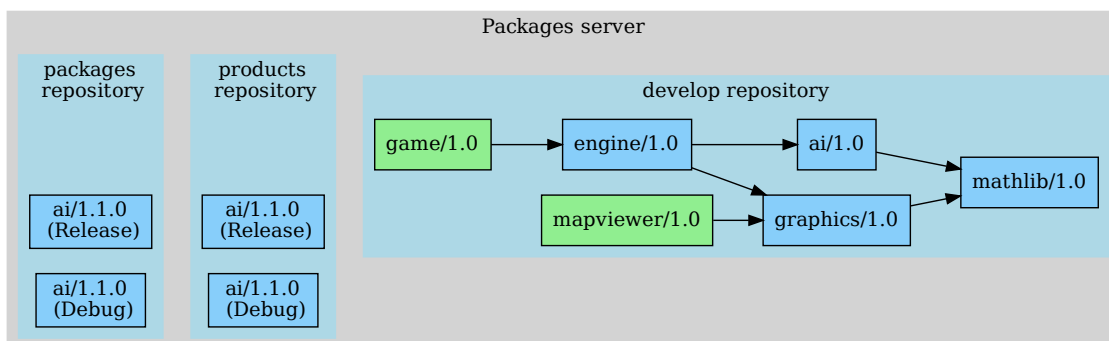 Packages server
packages
repository
ai/1.1.0
(Release)
ai/1.1.0
(Debug)
products
repository
ai/1.1.0
(Release)
ai/1.1.0
(Debug)
develop repository
game/1.0
engine/1.0
ai/1.0
mathlib/1.0
mapviewer/1.0
graphics/1.0